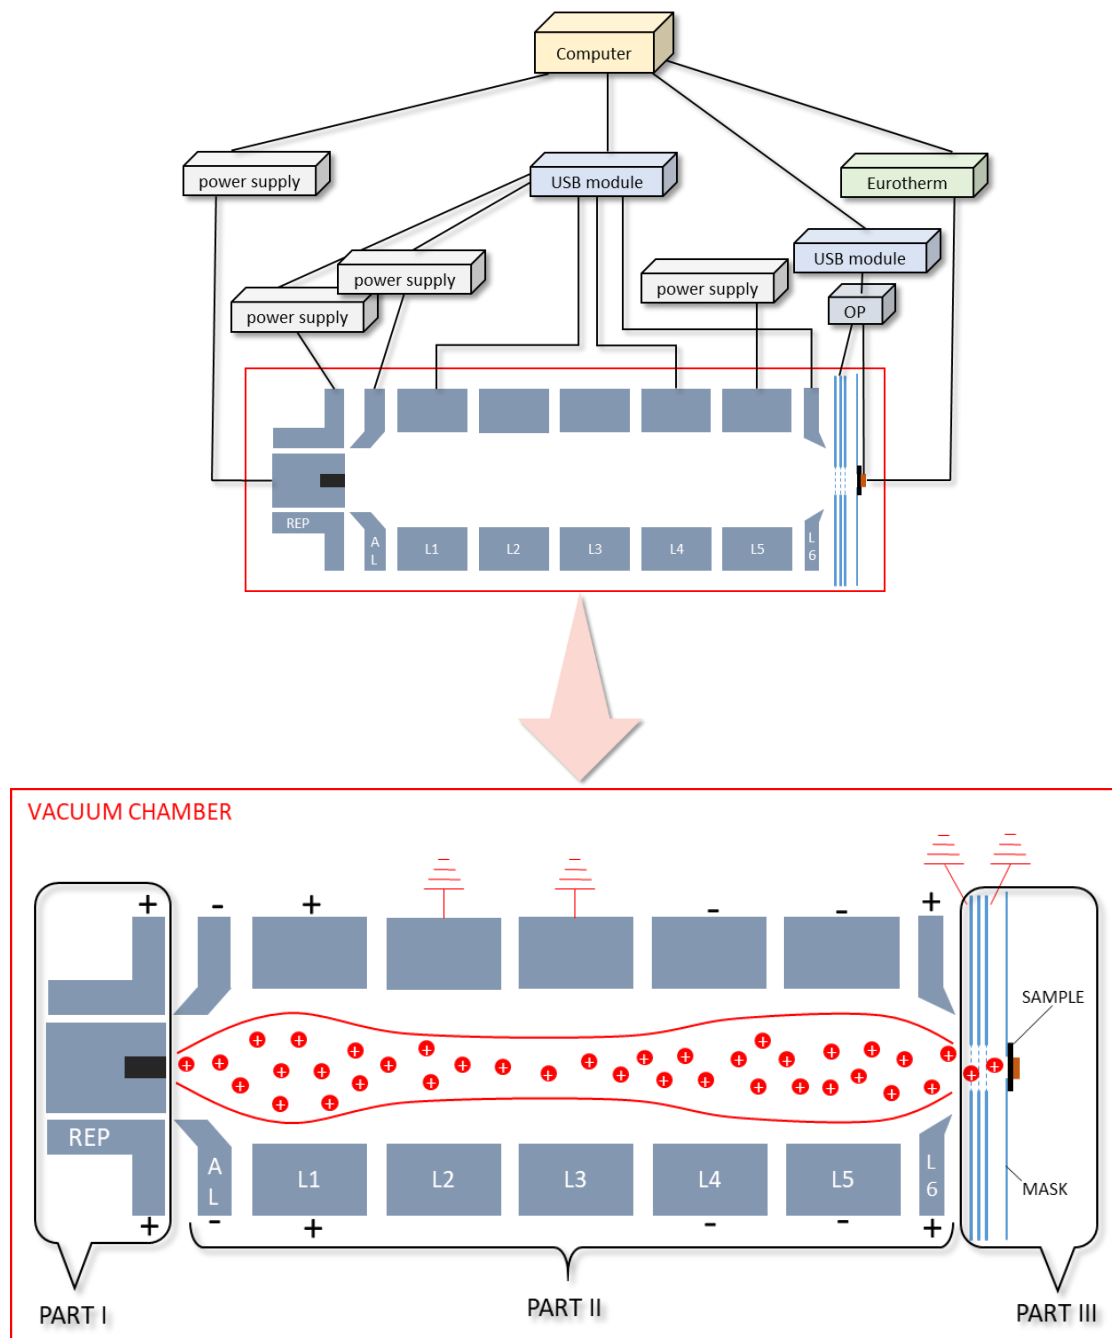 Computer
power supply
USB module
Eurotherm
power supply
USB module
power supply
power supply
OP
REP
A
L
L1
L2
L3
L4
L5
L
6
VACUUM CHAMBER
+
-
+
-
-
+
SAMPLE
+ + + + + + + + + + + + + + + + + + + + + + + + + + + + + + + + + + +
REP
A
L
L1
L2
L3
L4
L5
L
6
MASK
+
-
+
-
-
+
PART I
PART II
PART III